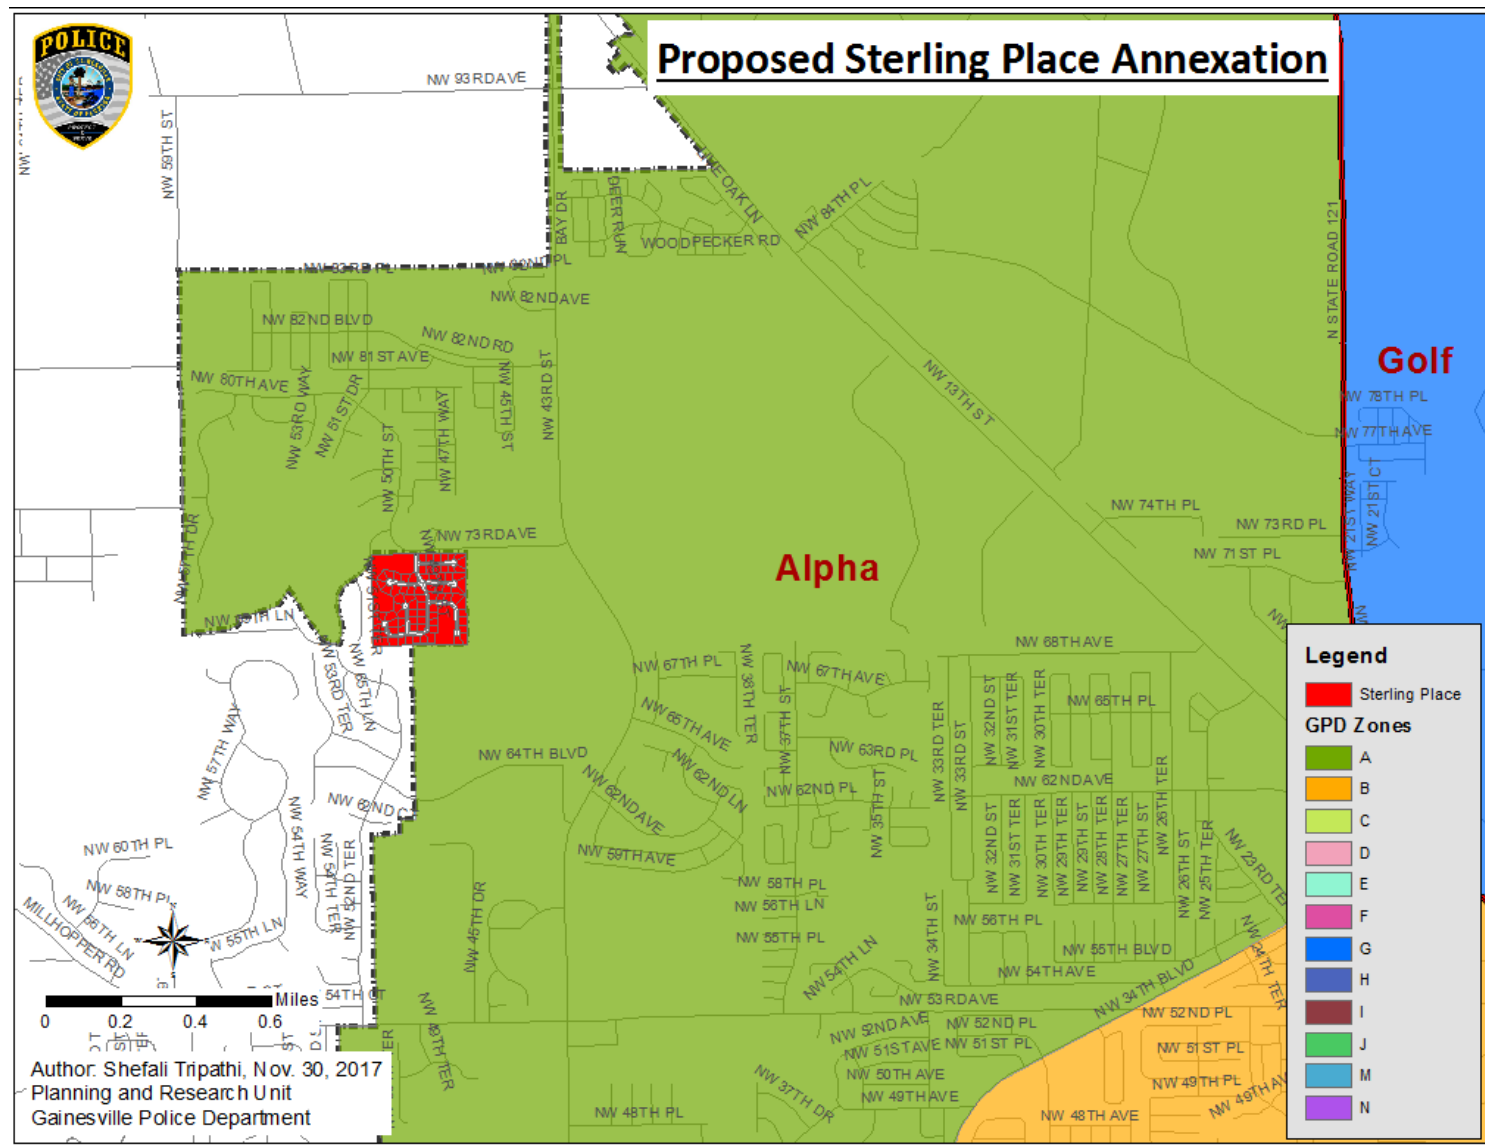 Proposed Sterling Place Annexation
POLICE
NW 93RD AVE
NW 59TH ST
LIVE OAK LN
NW 84TH PL
DEER RUN
BAY DR
WOODPECKER RD
N STATE ROAD 121
NW 83RD PL
NW 82ND PL
NW 82ND AVE
NW 82ND BLVD
NW 82ND RD
NW 81ST AVE
NW 80TH AVE
NW 53RD WAY
NW 51ST DR
NW 50TH ST
NW 47TH WAY
NW 45TH ST
NW 43RD ST
NW 13TH ST
Golf
NW 78TH PL
NW 77TH AVE
NW 21ST WAY
NW 21ST CT
NW 74TH PL
NW 73RD PL
NW 71ST PL
NW 73RD AVE
NW 57TH DR
Alpha
NW 68TH AVE
NW 53RD TER
NW 65TH LN
NW 67TH PL
NW 38TH TER
NW 67TH AVE
NW 37TH ST
NW 65TH AVE
NW 63RD PL
NW 33RD TER
NW 33RD ST
NW 32ND ST
NW 31ST TER
NW 30TH TER
NW 65TH PL
NW 57TH WAY
NW 64TH BLVD
NW 62ND AVE
NW 62ND LN
NW 62ND PL
NW 35TH ST
NW 62ND AVE
NW 26TH TER
NW 62ND CT
NW 54TH WAY
NW 54TH TER
NW 52ND TER
NW 59TH AVE
NW 32ND ST
NW 31ST TER
NW 30TH TER
NW 29TH TER
NW 29TH ST
NW 28TH TER
NW 27TH TER
NW 27TH ST
NW 26TH ST
NW 25TH TER
NW 23RD TER
NW 60TH PL
NW 58TH PL
NW 56TH LN
MILLHOPPER RD
NW 55TH LN
NW 45TH DR
NW 58TH PL
NW 56TH LN
NW 55TH PL
NW 54TH LN
NW 34TH ST
NW 56TH PL
NW 55TH BLVD
NW 54TH AVE
NW 34TH BLVD
NW 24TH TER
54TH CT
NW 49TH TER
NW 53RD AVE
NW 52ND AVE
NW 52ND PL
NW 51ST AVE
NW 51ST PL
NW 50TH AVE
NW 49TH AVE
NW 37TH DR
NW 48TH PL
NW 52ND PL
NW 51ST PL
NW 49TH PL
NW 49TH AV
NW 48TH AVE
Legend
Sterling Place
GPD Zones
A
B
C
D
E
F
G
H
I
J
M
N
Miles
0 0.2 0.4 0.6
Author: Shefali Tripathi, Nov. 30, 2017
Planning and Research Unit
Gainesville Police Department